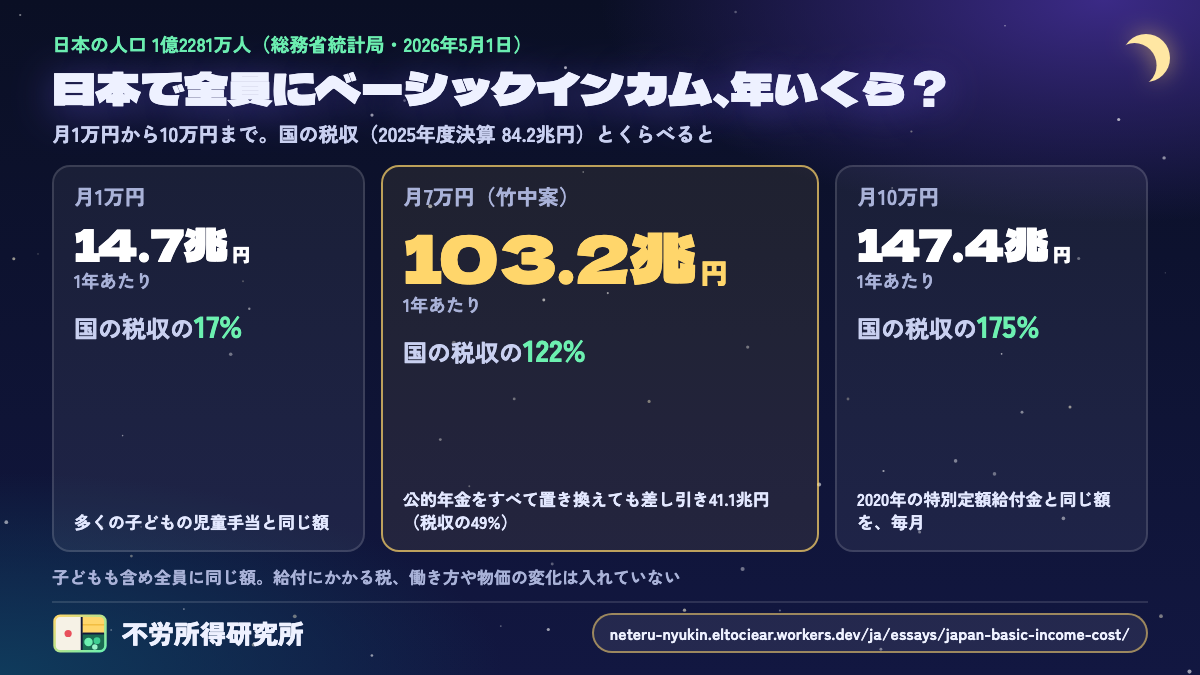 日本の人口 1億2281万人（総務省統計局・2026年5月1日）
日本で全員にベーシックインカム、年いくら？
月1万円から10万円まで。国の税収（2025年度決算 84.2兆円）とくらべると
月1万円
14.7兆円
1年あたり
国の税収の17%
多くの子どもの児童手当と同じ額
月7万円（竹中案）
103.2兆円
1年あたり
国の税収の122%
公的年金をすべて置き換えても差し引き41.1兆円
（税収の49%）
月10万円
147.4兆円
1年あたり
国の税収の175%
2020年の特別定額給付金と同じ額
を、毎月
子どもも含め全員に同じ額。給付にかかる税、働き方や物価の変化は入れていない
不労所得研究所
neteru-nyukin.eltociear.workers.dev/ja/essays/japan-basic-income-cost/